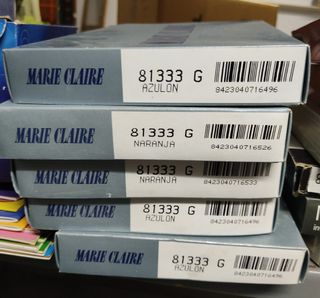 MARIE CLAIRE
81333 G
AZULON
8423040716496
MARIE CLAIRE
81333 G
NARANJA
8423040716526
MARIE CLAIRE
81333 G
NARANJA
8423040716533
MARIE CLAIRE
81333 G
AZULON
8423040716496
MARIE CLAIRE
81333 G
AZULON
8423040716496